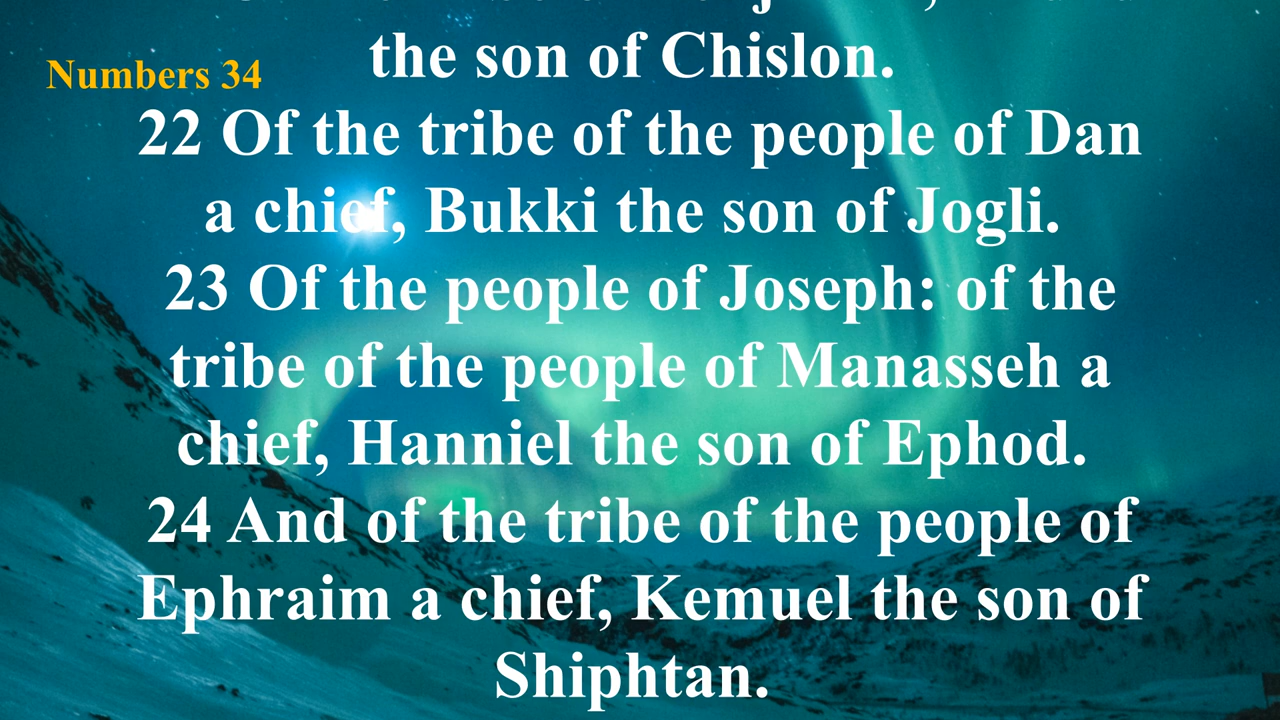 Numbers 34
the son of Chislon.
22 Of the tribe of the people of Dan
a chief, Bukki the son of Jogli.
23 Of the people of Joseph: of the
tribe of the people of Manasseh a
chief, Hanniel the son of Ephod.
24 And of the tribe of the people of
Ephraim a chief, Kemuel the son of
Shiphtan.